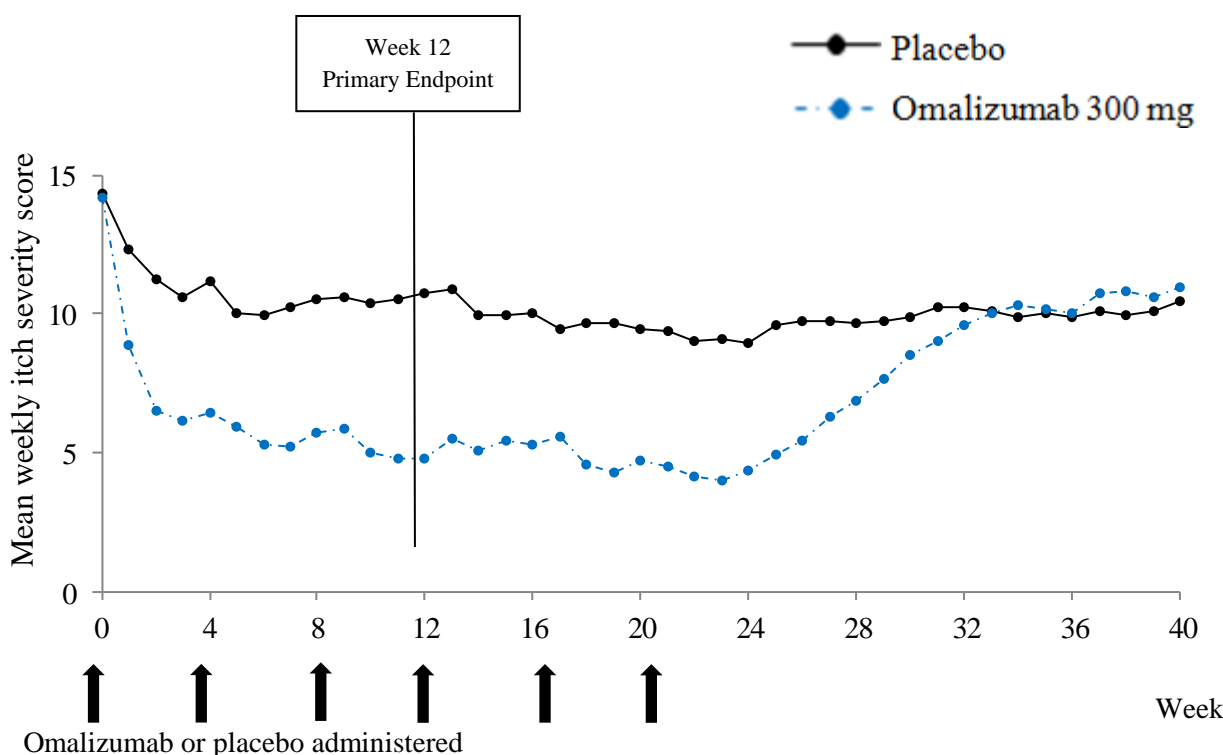 Week 12
Primary Endpoint
Placebo
Omalizumab 300 mg
Mean weekly itch severity score
15
10
5
0
0 4 8 12 16 20 24 28 32 36 40
Week
Omalizumab or placebo administered